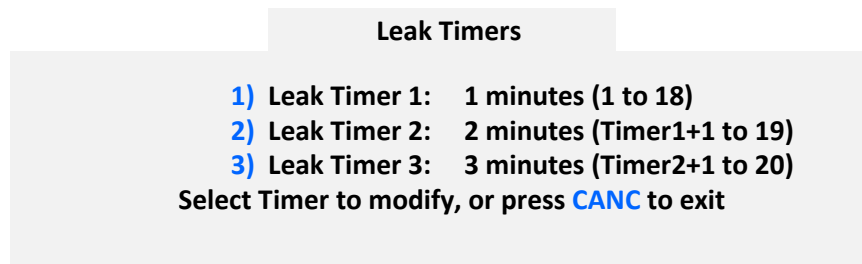 Leak Timers
1) Leak Timer 1: 1 minutes (1 to 18)
2) Leak Timer 2: 2 minutes (Timer1+1 to 19)
3) Leak Timer 3: 3 minutes (Timer2+1 to 20)
Select Timer to modify, or press CANC to exit